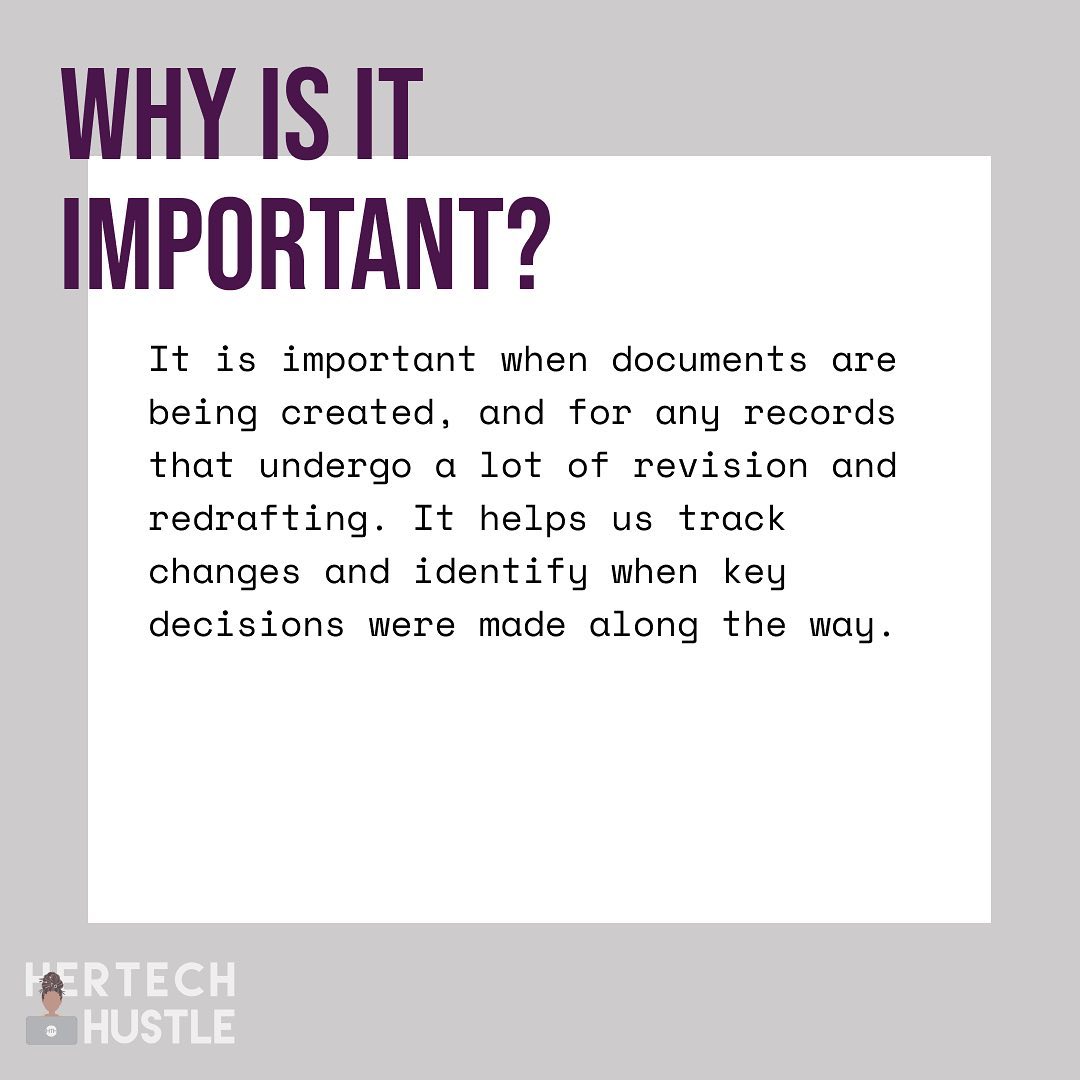 WHY IS IT
IMPORTANT?
It is important when documents are
being created, and for any records
that undergo a lot of revision and
redrafting. It helps us track
changes and identify when key
decisions were made along the way.
HERTECH
HUSTLE
HTH